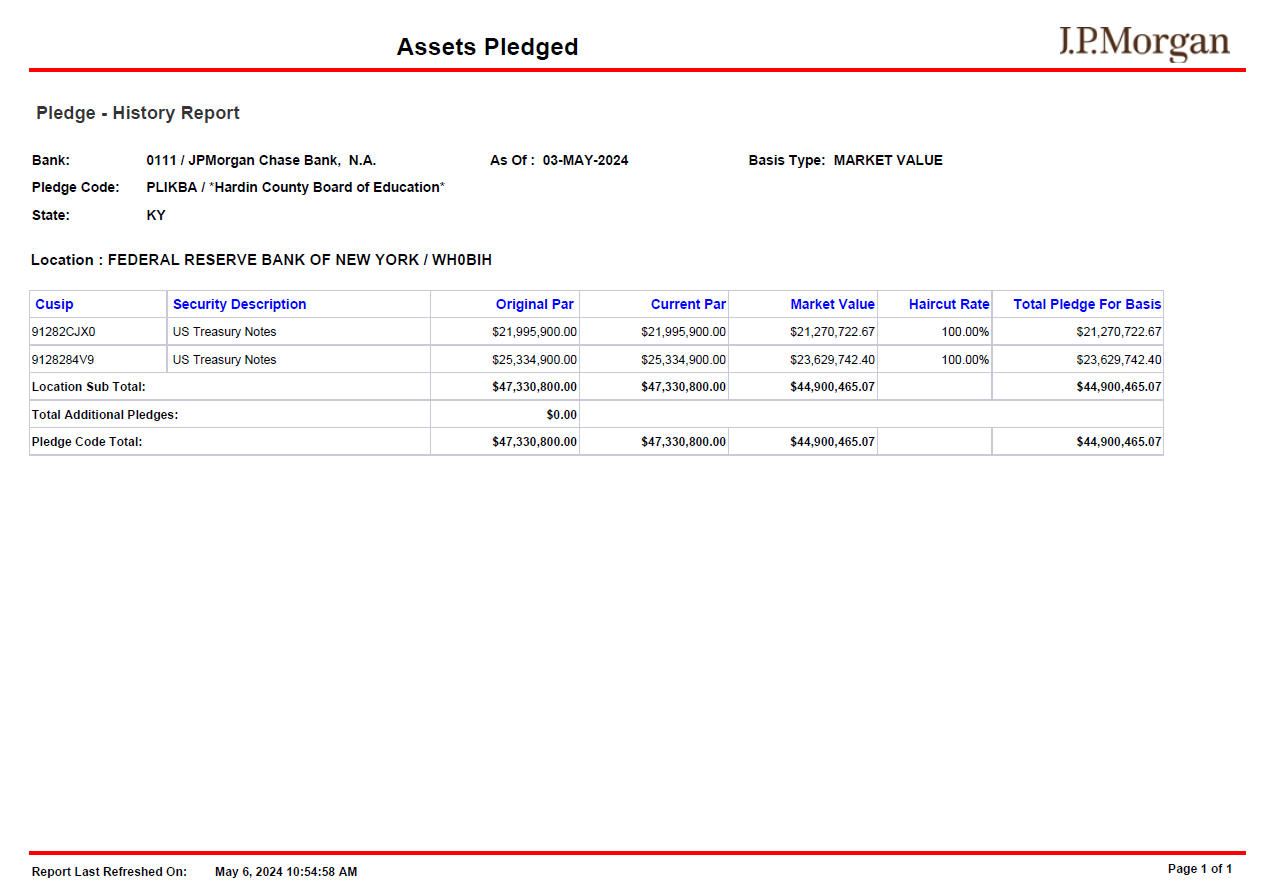 Assets Pledged
J.P.Morgan
Pledge - History Report
Bank: 0111 / JPMorgan Chase Bank, N.A. As Of : 03-MAY-2024 Basis Type: MARKET VALUE
Pledge Code: PLIKBA / *Hardin County Board of Education*
State: KY
Location : FEDERAL RESERVE BANK OF NEW YORK / WH0BIH
Cusip Security Description Original Par Current Par Market Value Haircut Rate Total Pledge For Basis
91282CJX0 US Treasury Notes $21,995,900.00 $21,995,900.00 $21,270,722.67 100.00% $21,270,722.67
9128284V9 US Treasury Notes $25,334,900.00 $25,334,900.00 $23,629,742.40 100.00% $23,629,742.40
Location Sub Total: $47,330,800.00 $47,330,800.00 $44,900,465.07 $44,900,465.07
Total Additional Pledges: $0.00
Pledge Code Total: $47,330,800.00 $47,330,800.00 $44,900,465.07 $44,900,465.07
Report Last Refreshed On: May 6, 2024 10:54:58 AM Page 1 of 1